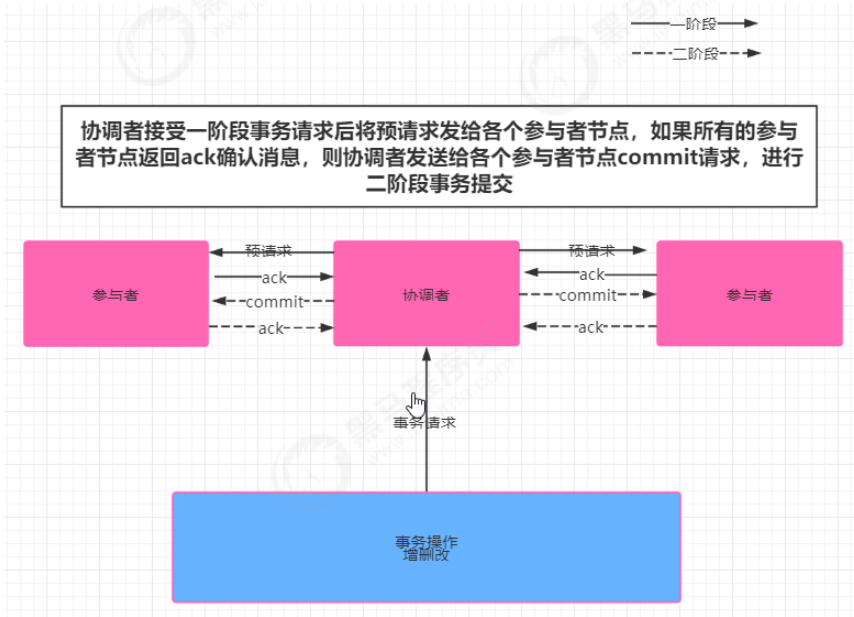 一阶段
二阶段
协调者接受一阶段事务请求后将预请求发给各个参与者节点，如果所有的参与
者节点返回ack确认消息，则协调者发送给各个参与者节点commit请求，进行
二阶段事务提交
预请求
预请求
ack
ack
参与者
协调者
参与者
commit
commit
ack
ack
黑马程序员
事务请求
事务操作
增删改